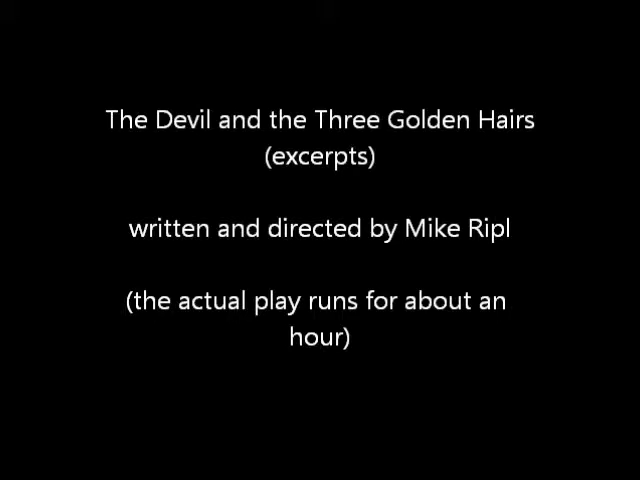 The Devil and the Three Golden Hairs
(excerpts)
written and directed by Mike Ripl
(the actual play runs for about an
hour)